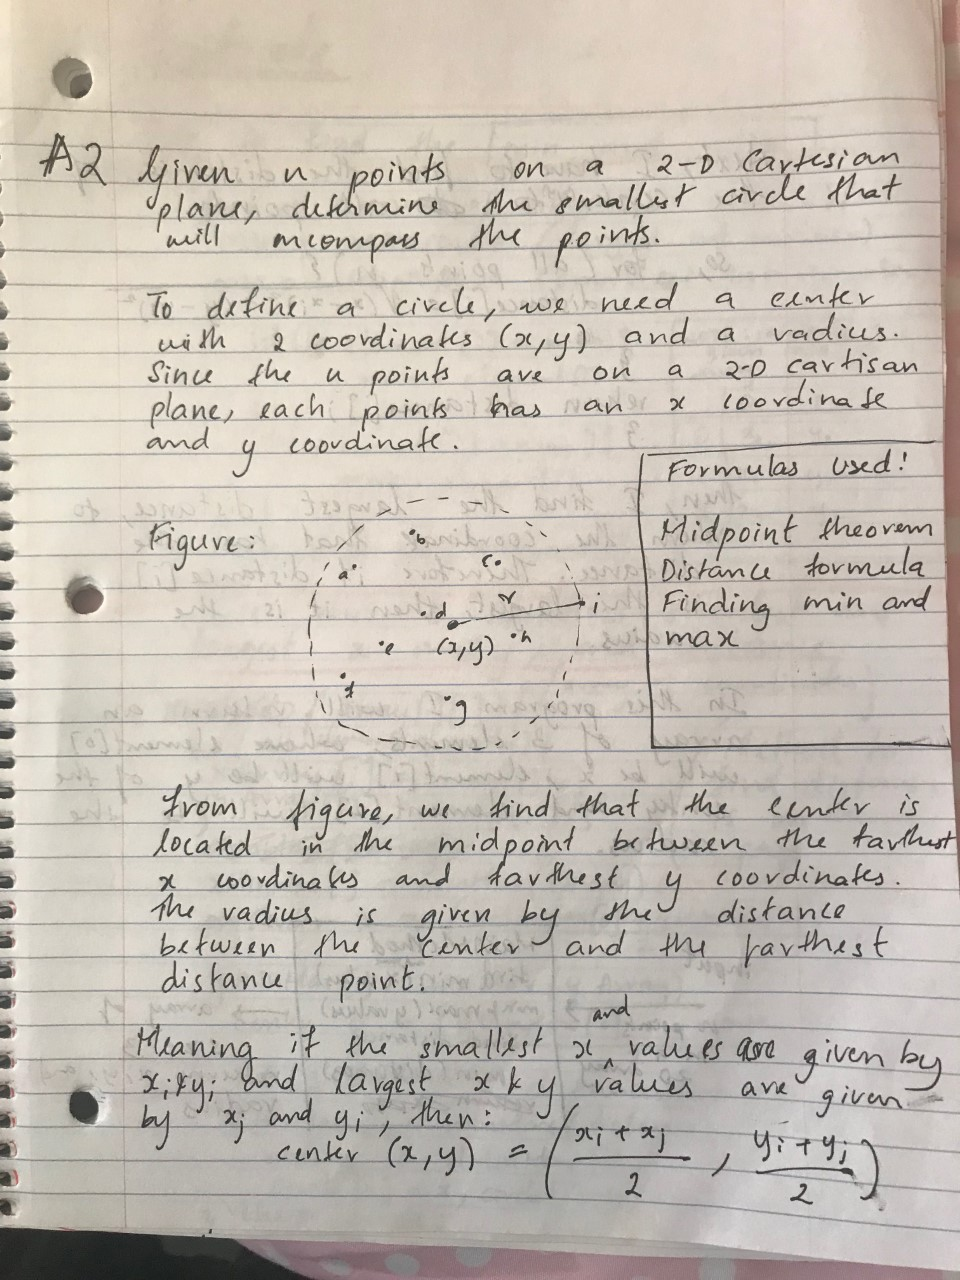 A2 Given n points on a 2-D Cartesian
plane, determine the smallest circle that
will encompass the points.
To define a circle, we need a center
with 2 coordinates (x,y) and a radius.
Since the n points are on a 2-D cartisan
plane, each points has an x coordinate
and y coordinate.
Formulas used!
Midpoint theorem
Distance formula
Finding min and
max
Figure:
b
a
c
d
r
i
e
(x,y)
h
f
g
From figure, we find that the center is
located in the midpoint between the farthest
x coordinates and farthest y coordinates.
The radius is given by the distance
between the center and the farthest
distance point.
and
Meaning if the smallest x ^ values are given by
xi & yi and largest x & y values are given
by xj and yj, then:
center (x,y) = ( xi + xj / 2 , yi + yj / 2 )